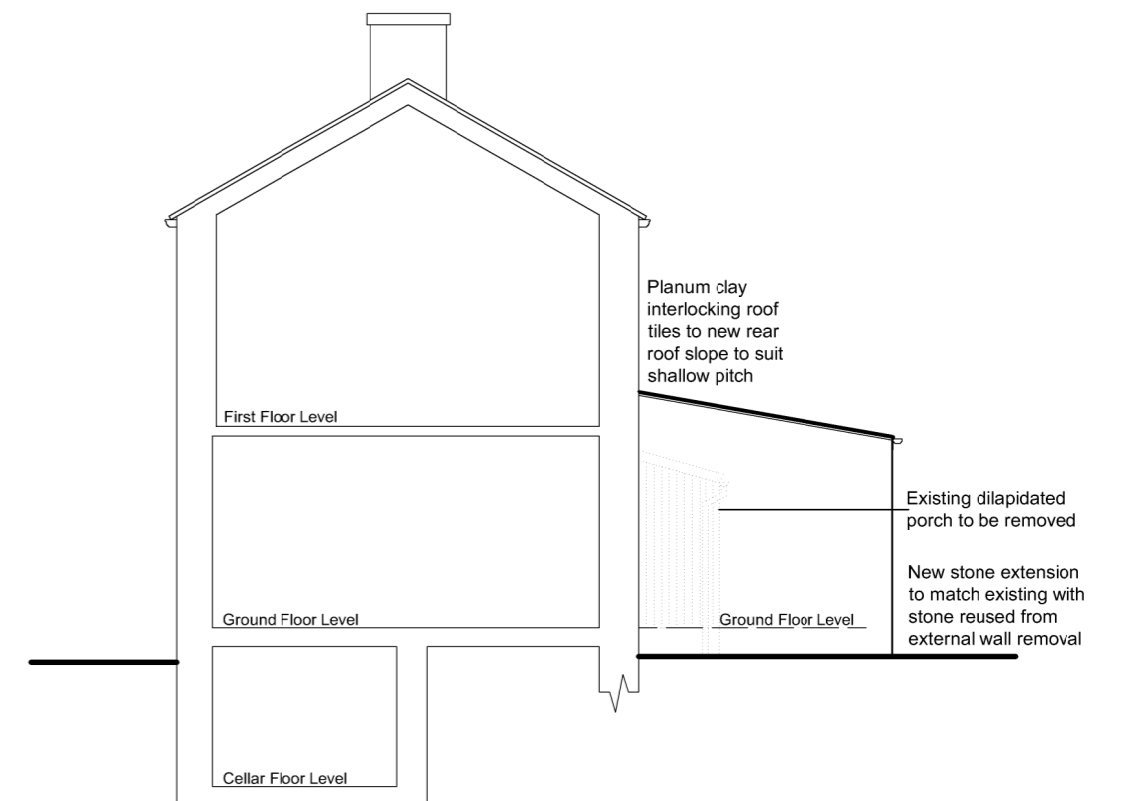 Planum clay
interlocking roof
tiles to new rear
roof slope to suit
shallow pitch
First Floor Level
Existing dilapidated
porch to be removed
New stone extension
to match existing with
stone reused from
external wall removal
Ground Floor Level
Ground Floor Level
Cellar Floor Level